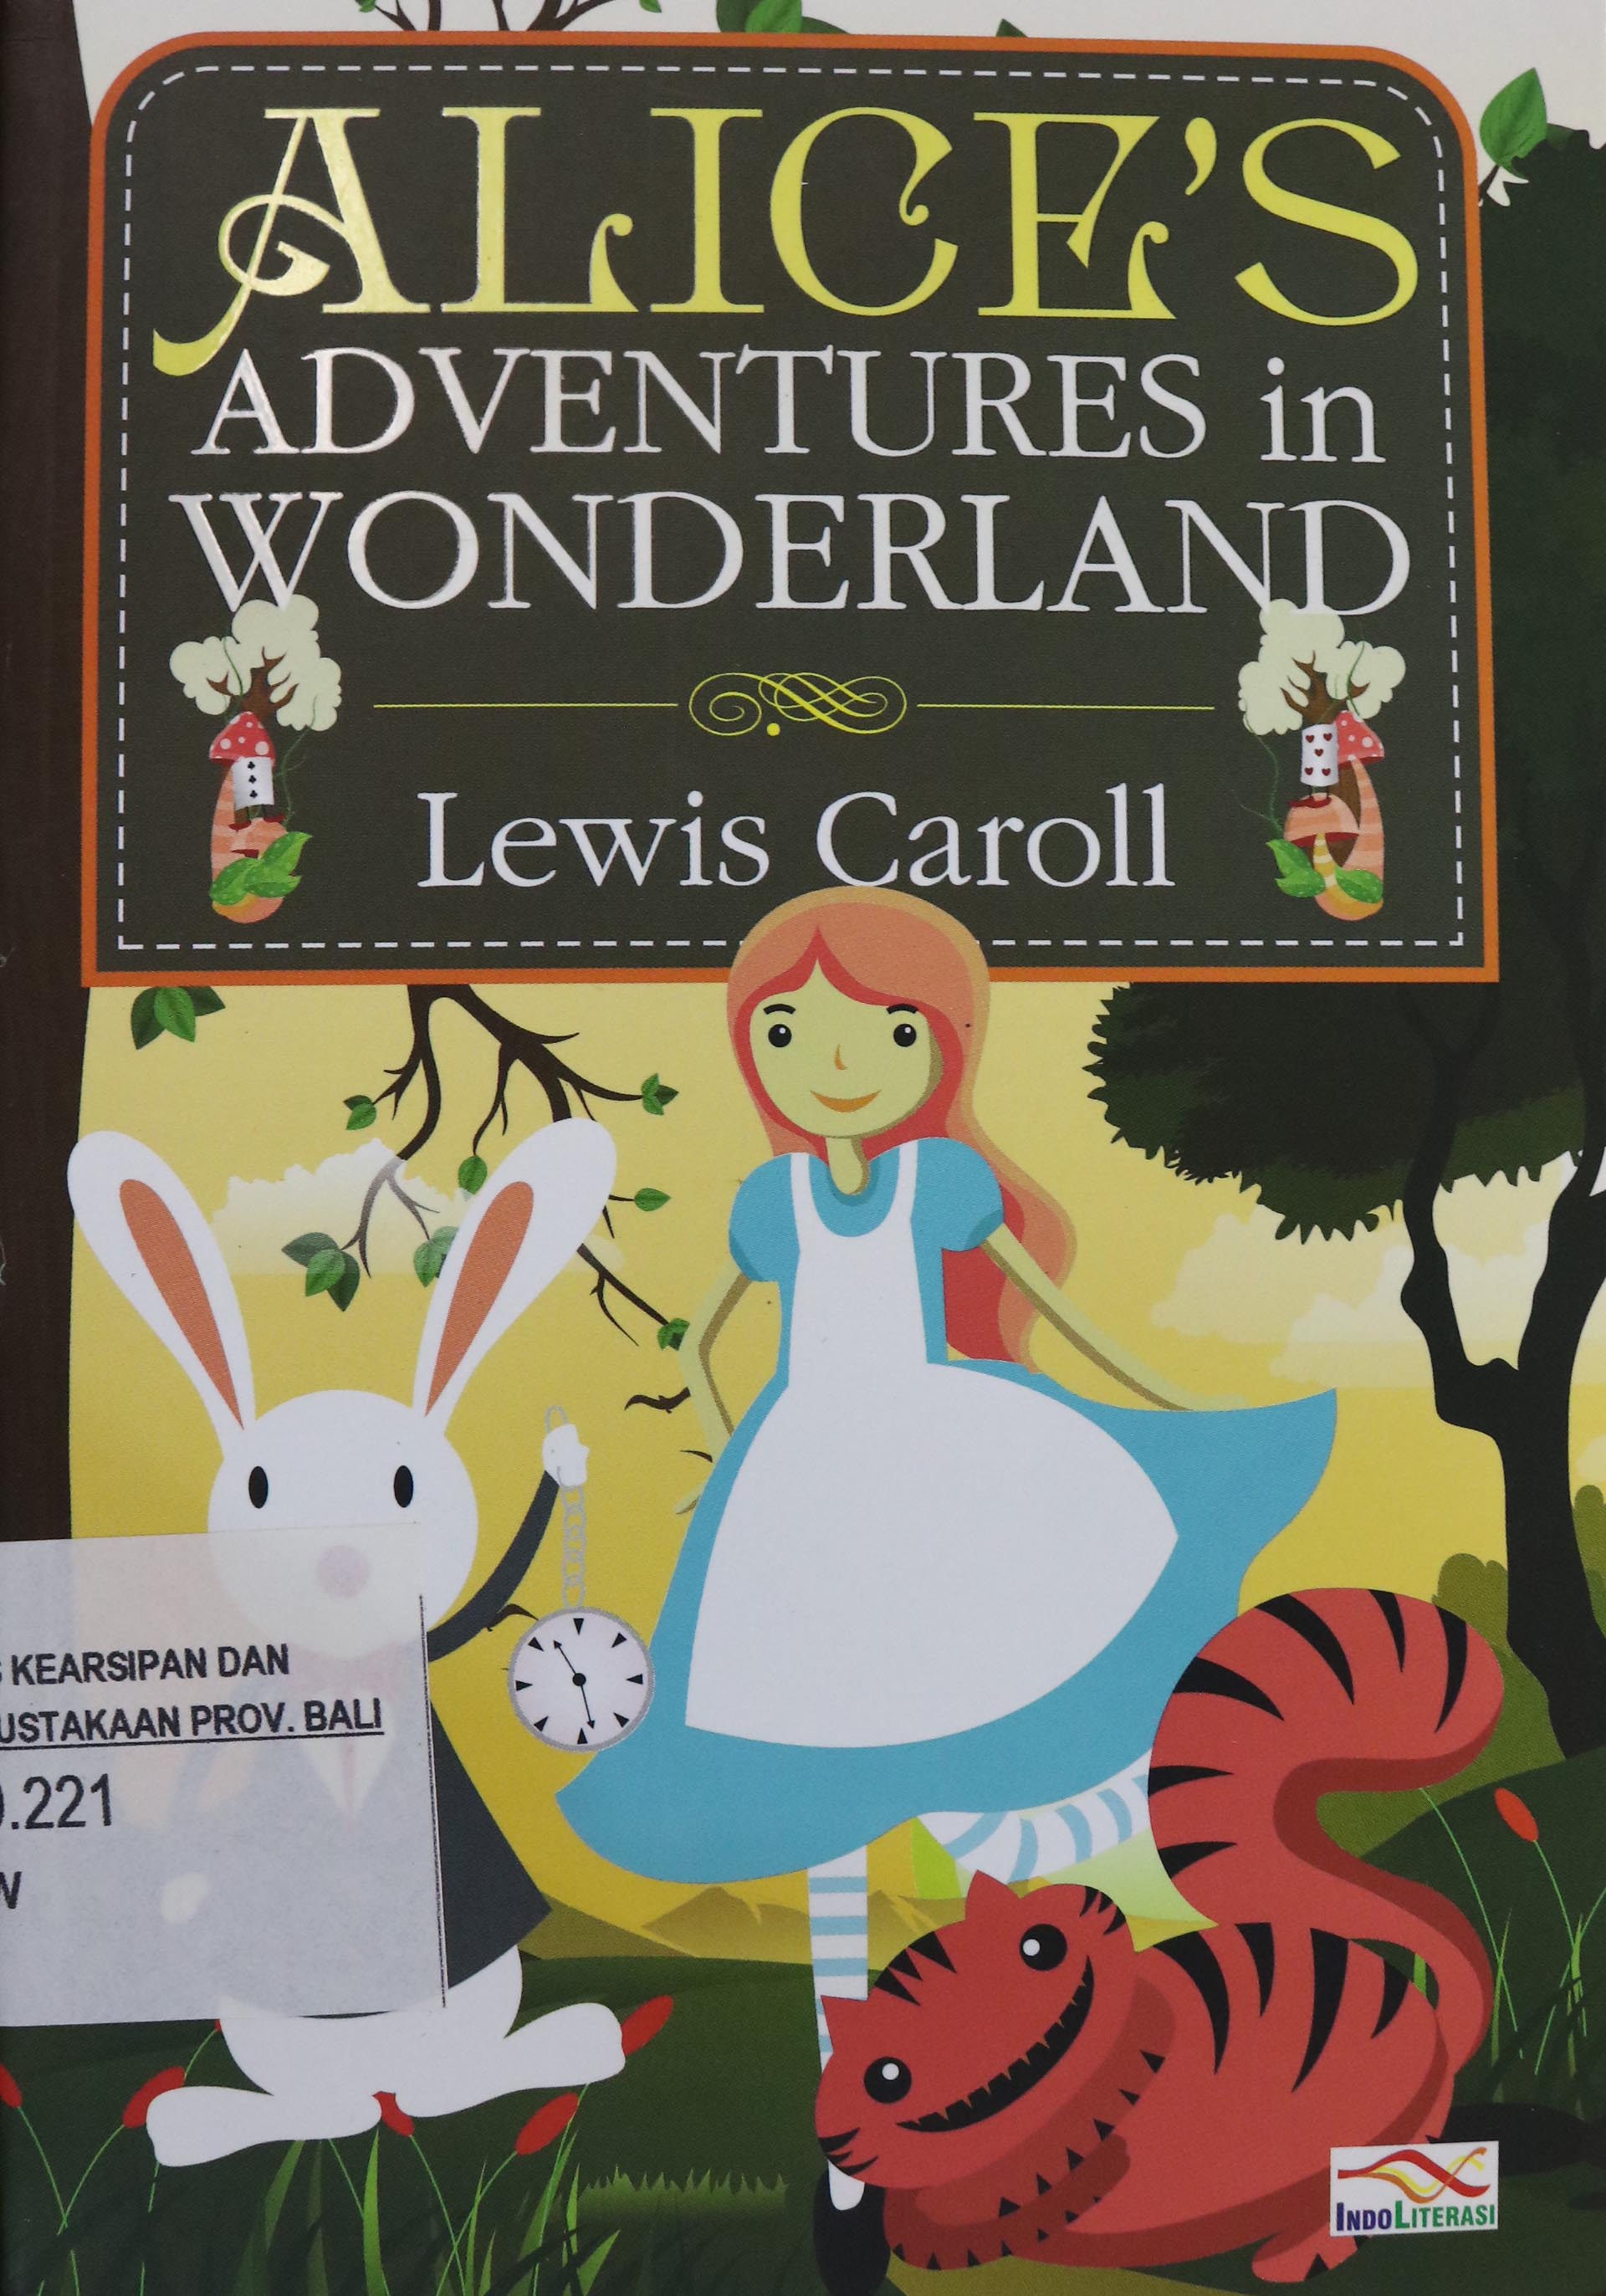 ALICE'S
ADVENTURES in
WONDERLAND
Lewis Caroll
KEARSIPAN DAN
USTAKAAN PROV. BALI
.221
INDOLITERASI